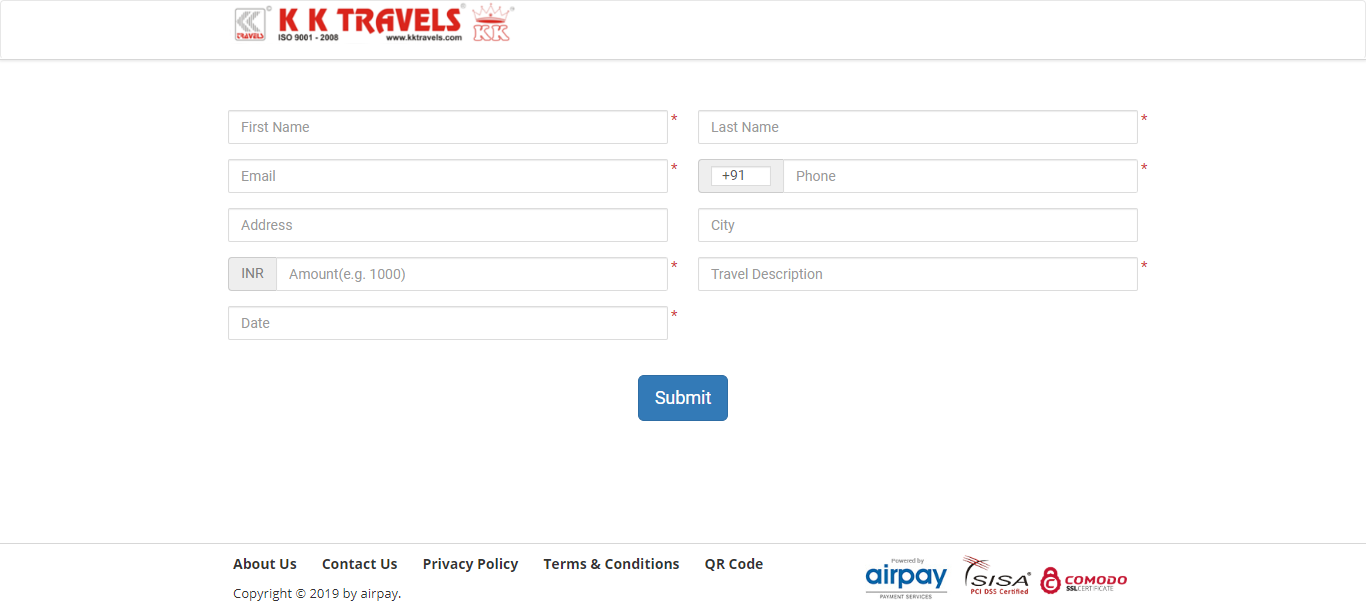 K K TRAVELS
TRAVELS
ISO 9001 - 2008 www.kktravels.com
KK
First Name * Last Name *
Email * +91 Phone *
Address City
INR Amount(e.g. 1000) * Travel Description *
Date *
Submit
About Us Contact Us Privacy Policy Terms & Conditions QR Code
Copyright © 2019 by airpay.
Powered by
airpay
PAYMENT SERVICES
SISA
PCI DSS Certified
COMODO
SSL CERTIFICATE